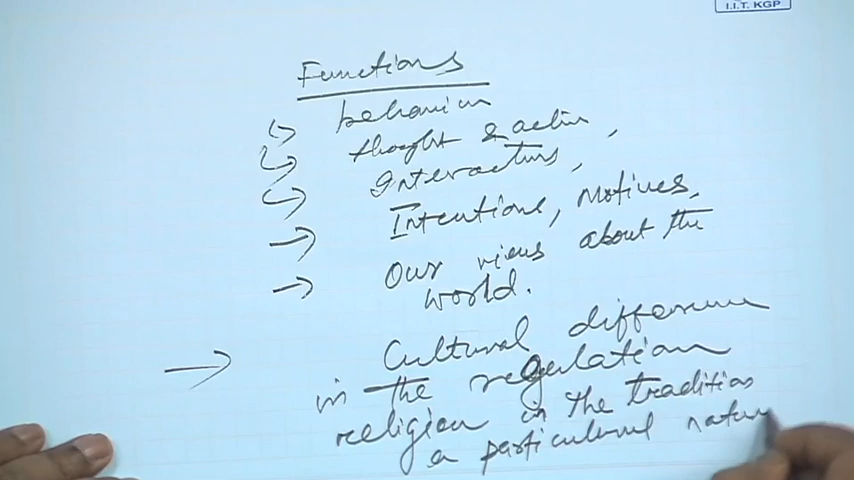 I.I.T. KGP
Functions
behaviour
thought & action,
Interactions,
Intentions, Motives,
Our views about the
world.
Cultural difference
in the regulation
religion in the traditions
a particular nature